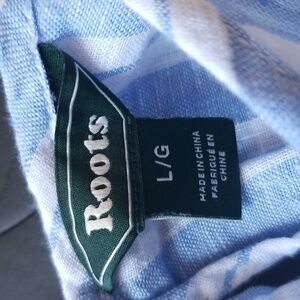 Roots
L/G
MADE IN CHINA
FABRIQUÉ EN
CHINE